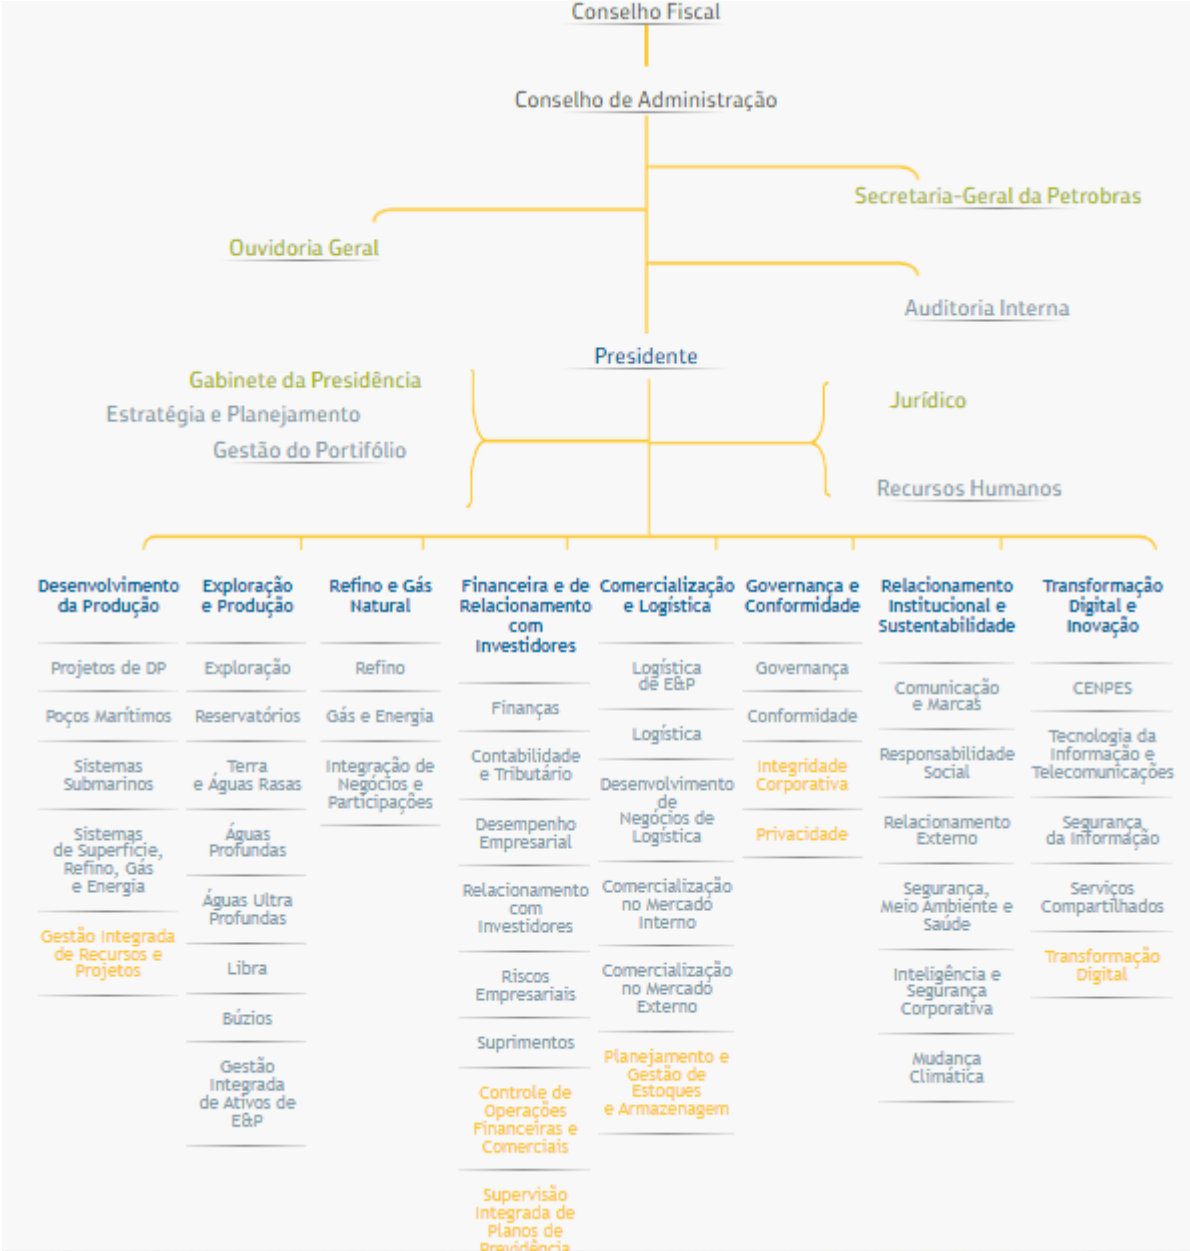 Conselho Fiscal
Conselho de Administração
Secretaria-Geral da Petrobras
Ouvidoria Geral
Auditoria Interna
Presidente
Gabinete da Presidência
Estratégia e Planejamento
Gestão do Portifólio
Jurídico
Recursos Humanos
Desenvolvimento
da Produção
Projetos de DP
Poços Marítimos
Sistemas
Submarinos
Sistemas
de Superfície,
Refino, Gás
e Energia
Gestão Integrada
de Recursos e
Projetos
Exploração
e Produção
Exploração
Reservatórios
Terra
e Águas Rasas
Águas
Profundas
Águas Ultra
Profundas
Libra
Búzios
Gestão
Integrada
de Ativos de
E&P
Refino e Gás
Natural
Refino
Gás e Energia
Integração de
Negócios e
Participações
Financeira e de
Relacionamento
com
Investidores
Finanças
Contabilidade
e Tributário
Desempenho
Empresarial
Relacionamento
com
Investidores
Riscos
Empresariais
Suprimentos
Controle de
Operações
Financeiras e
Comerciais
Supervisão
Integrada de
Planos de
Previdência
Comercialização
e Logística
Logística
de E&P
Logística
Desenvolvimento
de
Negócios de
Logística
Comercialização
no Mercado
Interno
Comercialização
no Mercado
Externo
Planejamento e
Gestão de
Estoques
e Armazenagem
Governança e
Conformidade
Governança
Conformidade
Integridade
Corporativa
Privacidade
Relacionamento
Institucional e
Sustentabilidade
Comunicação
e Marcas
Responsabilidade
Social
Relacionamento
Externo
Segurança,
Meio Ambiente e
Saúde
Inteligência e
Segurança
Corporativa
Mudança
Climática
Transformação
Digital e
Inovação
CENPES
Tecnologia da
Informação e
Telecomunicações
Segurança
da Informação
Serviços
Compartilhados
Transformação
Digital